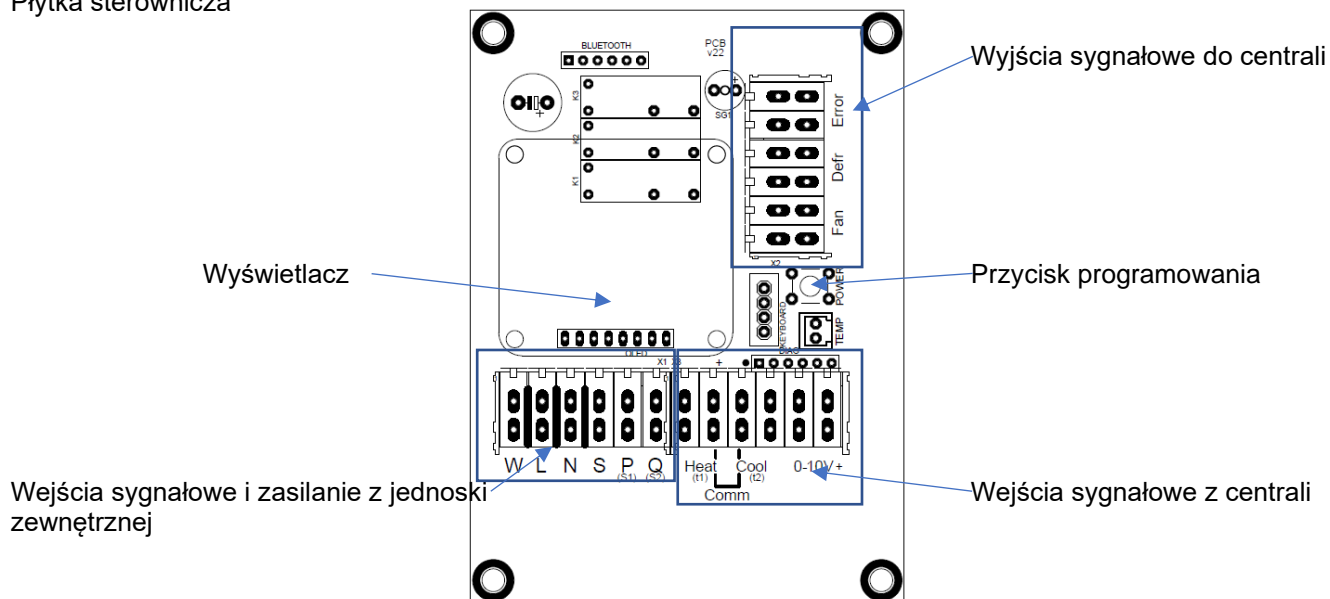 Płytka sterownicza
BLUETOOTH
PCB
v22
Wyjścia sygnałowe do centrali
K3
+
SG1
Error
+
K2
Defr
K1
Fan
X2
Wyświetlacz
Przycisk programowania
POWER
KEYBOARD
TEMP
OLED
DIAG
X1 X3
+
W L N S P Q
(S1) (S2)
Heat Cool 0-10V +
(t1) (t2)
Comm
Wejścia sygnałowe i zasilanie z jednoski
zewnętrznej
Wejścia sygnałowe z centrali